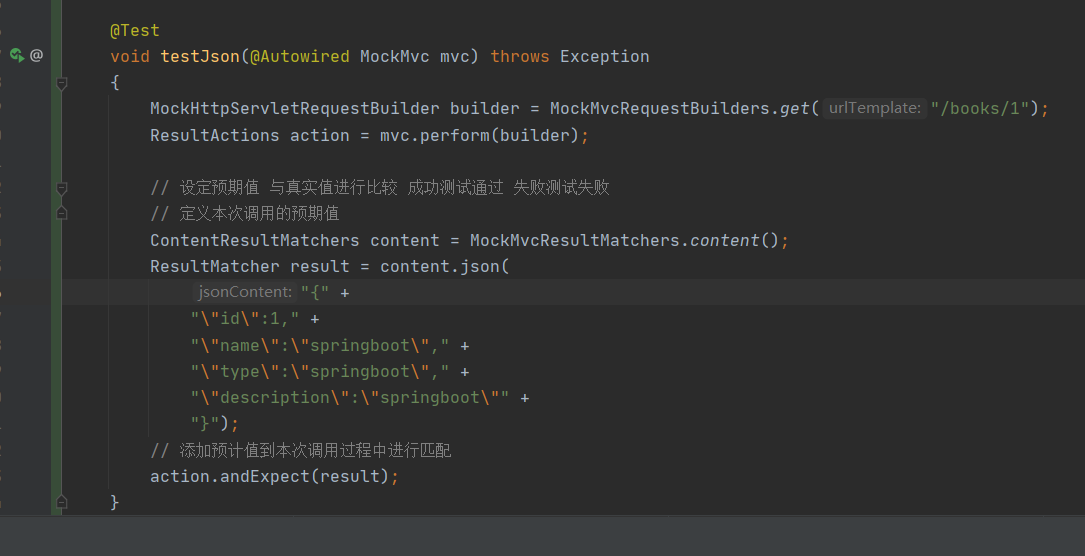 @Test
void testJson(@Autowired MockMvc mvc) throws Exception
{
MockHttpServletRequestBuilder builder = MockMvcRequestBuilders.get( urlTemplate: "/books/1");
ResultActions action = mvc.perform(builder);
// 设定预期值 与真实值进行比较 成功测试通过 失败测试失败
// 定义本次调用的预期值
ContentResultMatchers content = MockMvcResultMatchers.content();
ResultMatcher result = content.json(
jsonContent: "{" +
"\"id\":1," +
"\"name\":\"springboot\"," +
"\"type\":\"springboot\"," +
"\"description\":\"springboot\"" +
"}");
// 添加预计值到本次调用过程中进行匹配
action.andExpect(result);
}